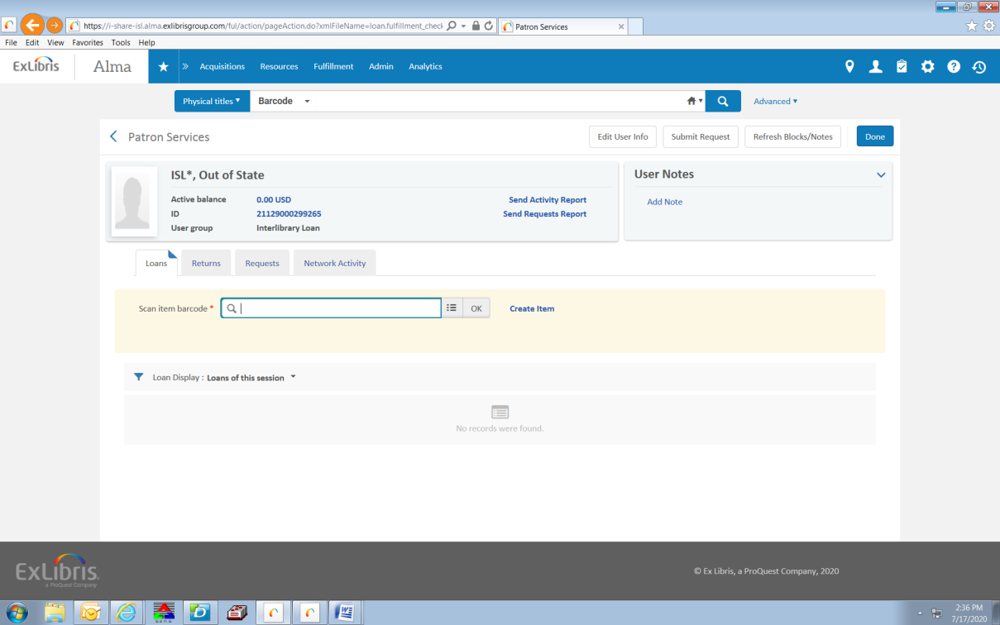 https://i-share-isl.alma.exlibrisgroup.com/ful/action/pageAction.do?xmlFileName=loan.fulfillment_check
Patron Services
File Edit View Favorites Tools Help
ExLibris Alma
Acquisitions Resources Fulfillment Admin Analytics
Physical titles Barcode Advanced
Patron Services
Edit User Info Submit Request Refresh Blocks/Notes Done
ISL*, Out of State
Active balance 0.00 USD Send Activity Report
ID 21129000299265 Send Requests Report
User group Interlibrary Loan
User Notes
Add Note
Loans Returns Requests Network Activity
Scan item barcode * OK Create Item
Loan Display : Loans of this session
No records were found.
ExLibris.
a ProQuest Company
© Ex Libris, a ProQuest Company, 2020
2:36 PM
7/17/2020